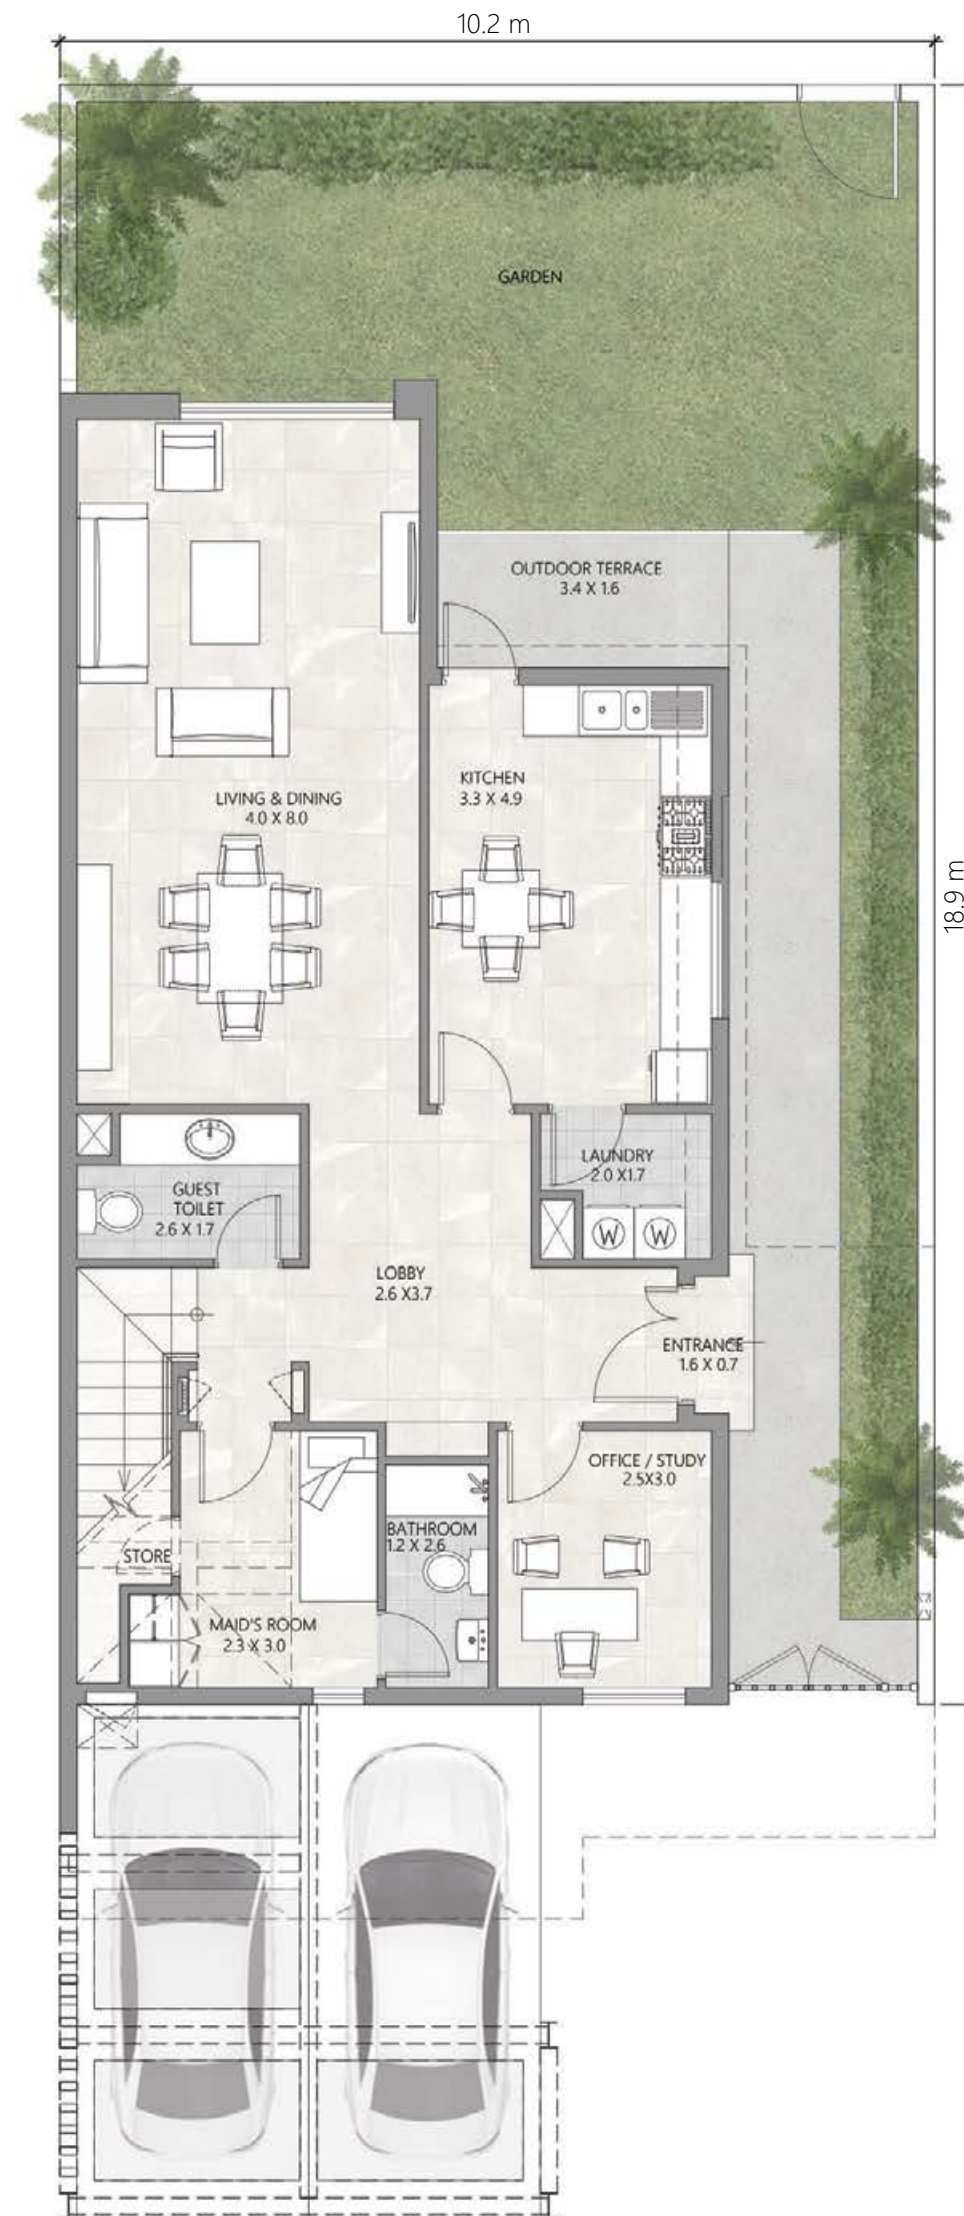 10.2 m
GARDEN
OUTDOOR TERRACE
3.4 X 1.6
KITCHEN
3.3 X 4.9
LIVING & DINING
4.0 X 8.0
18.9 m
LAUNDRY
2.0 X1.7
GUEST
TOILET
2.6 X 1.7
W W
LOBBY
2.6 X3.7
ENTRANCE
1.6 X 0.7
OFFICE / STUDY
2.5X3.0
BATHROOM
1.2 X 2.6
STORE
MAID'S ROOM
2.3 X 3.0